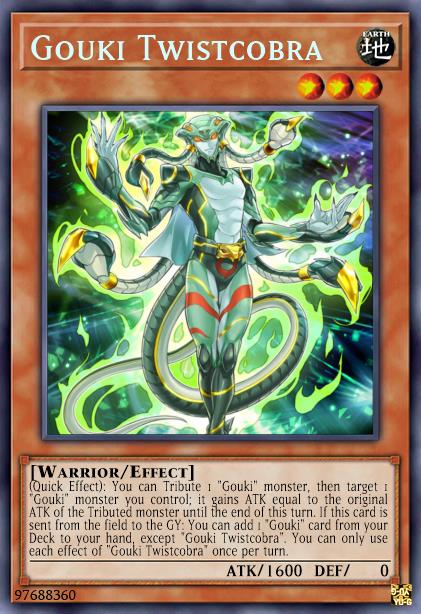 GOUKI TWISTCOBRA
EARTH
地
[WARRIOR/EFFECT]
(Quick Effect): You can Tribute 1 "Gouki" monster, then target 1
"Gouki" monster you control; it gains ATK equal to the original
ATK of the Tributed monster until the end of this turn. If this card is
sent from the field to the GY: You can add 1 "Gouki" card from your
Deck to your hand, except "Gouki Twistcobra". You can only use
each effect of "Gouki Twistcobra" once per turn.
ATK/1600 DEF/ 0
97688360